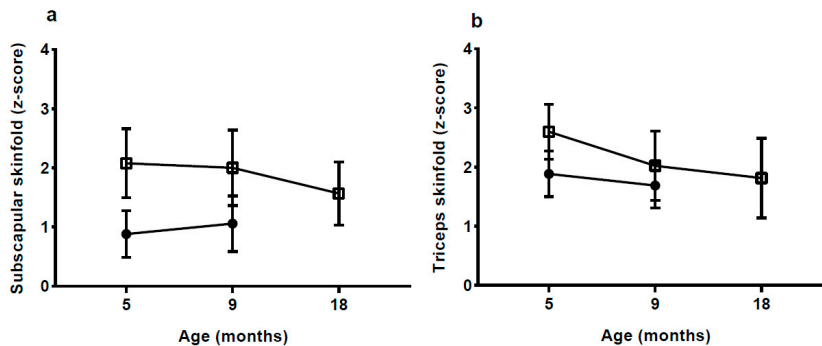 a
Subscapular skinfold (z-score)
4
3
2
1
0
5 9 18
Age (months)
b
Triceps skinfold (z-score)
4
3
2
1
0
5 9 18
Age (months)